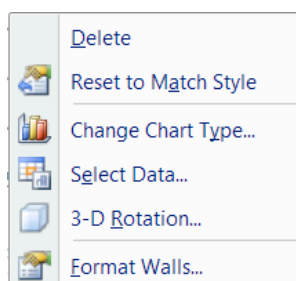 Delete
Reset to Match Style
Change Chart Type...
Select Data...
3-D Rotation...
Format Walls...